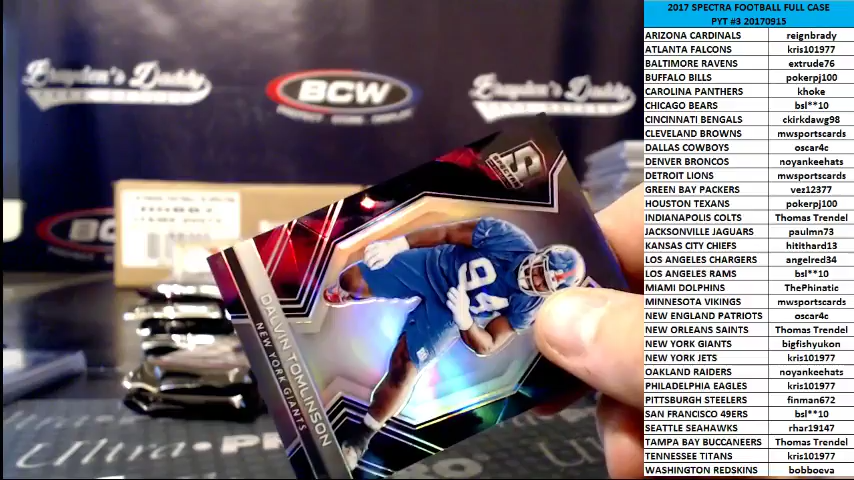 Brayden's Daddy
BCW
PROTECT. STORE. DISPLAY.
Brayden's Daddy
SPECTRA
94
DALVIN TOMLINSON
NEW YORK GIANTS
Ultra
2017 SPECTRA FOOTBALL FULL CASE
PYT #3 20170915
ARIZONA CARDINALS reignbrady
ATLANTA FALCONS kris101977
BALTIMORE RAVENS extrude76
BUFFALO BILLS pokerpj100
CAROLINA PANTHERS khoke
CHICAGO BEARS bsl**10
CINCINNATI BENGALS ckirkdawg98
CLEVELAND BROWNS mwsportscards
DALLAS COWBOYS oscar4c
DENVER BRONCOS noyankeehats
DETROIT LIONS mwsportscards
GREEN BAY PACKERS vez12377
HOUSTON TEXANS pokerpj100
INDIANAPOLIS COLTS Thomas Trendel
JACKSONVILLE JAGUARS paulmn73
KANSAS CITY CHIEFS hitithard13
LOS ANGELES CHARGERS angelred34
LOS ANGELES RAMS bsl**10
MIAMI DOLPHINS ThePhinatic
MINNESOTA VIKINGS mwsportscards
NEW ENGLAND PATRIOTS oscar4c
NEW ORLEANS SAINTS Thomas Trendel
NEW YORK GIANTS bigfishyukon
NEW YORK JETS kris101977
OAKLAND RAIDERS noyankeehats
PHILADELPHIA EAGLES kris101977
PITTSBURGH STEELERS finman672
SAN FRANCISCO 49ERS bsl**10
SEATTLE SEAHAWKS rhar19147
TAMPA BAY BUCCANEERS Thomas Trendel
TENNESSEE TITANS kris101977
WASHINGTON REDSKINS bobboeva